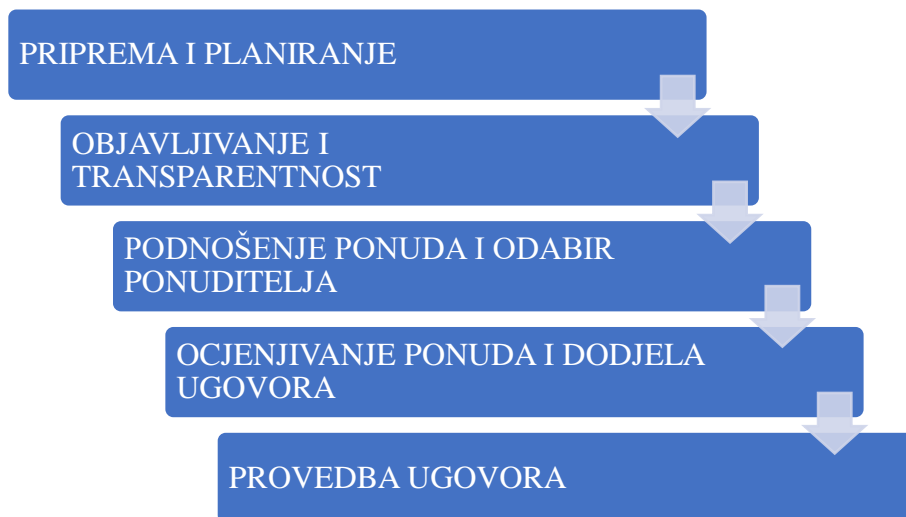 PRIPREMA I PLANIRANJE
OBJAVLJIVANJE I
TRANSPARENTNOST
PODNOŠENJE PONUDA I ODABIR
PONUDITELJA
OCJENJIVANJE PONUDA I DODJELA
UGOVORA
PROVEDBA UGOVORA